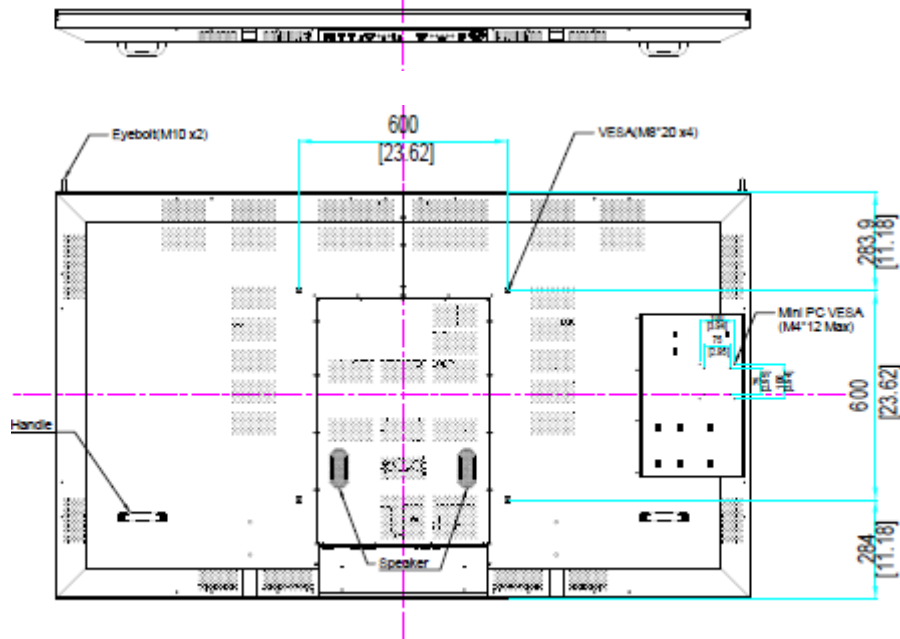 Eyebolt(M10 x2)
600
[23.62]
VESA(M8*20 x4)
283.9
[11.18]
Mini PC VESA
(M4*12 Max)
75
600
[23.62]
Handle
Speaker
284
[11.18]